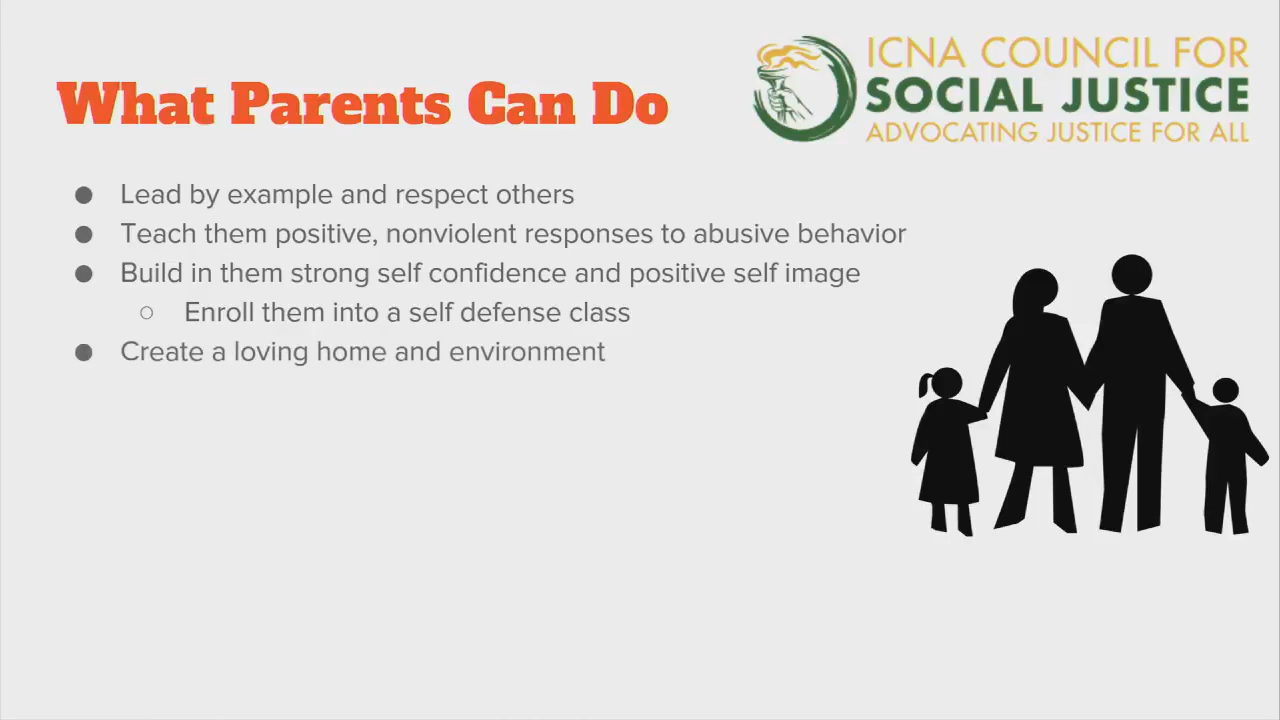 What Parents Can Do
ICNA COUNCIL FOR
SOCIAL JUSTICE
ADVOCATING JUSTICE FOR ALL
● Lead by example and respect others
● Teach them positive, nonviolent responses to abusive behavior
● Build in them strong self confidence and positive self image
○ Enroll them into a self defense class
● Create a loving home and environment